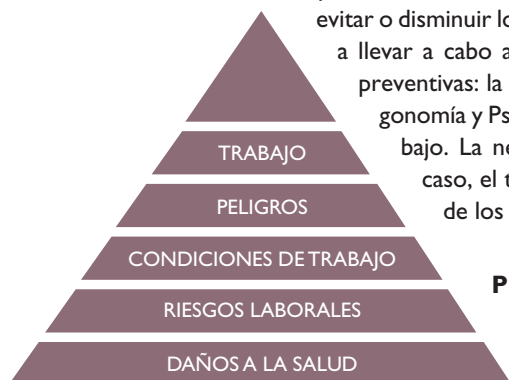 evitar o disminuir lo
a llevar a cabo a
preventivas: la
gonomía y Ps
bajo. La ne
caso, el t
de los
P
TRABAJO
PELIGROS
CONDICIONES DE TRABAJO
RIESGOS LABORALES
DAÑOS A LA SALUD